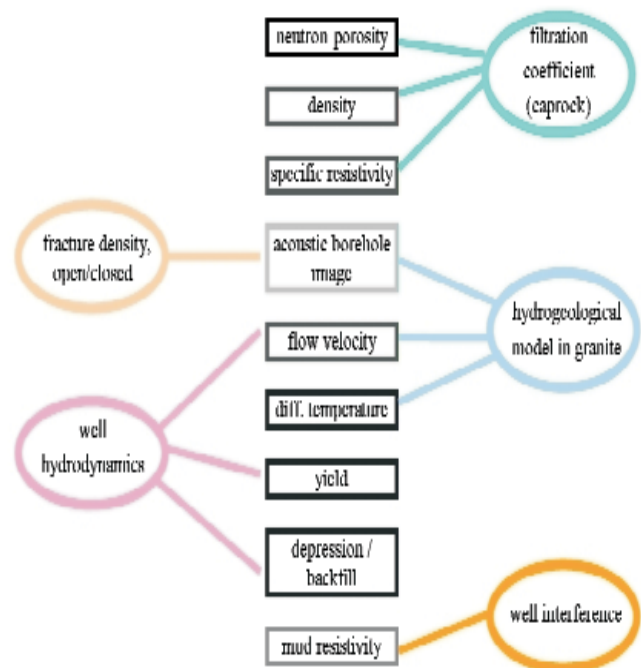 neutron porosity
filtration
coefficient
(caprock)
density
specific resistivity
fracture density,
open/closed
acoustic borehole
image
hydrogeological
model in granite
flow velocity
diff. temperature
well
hydrodynamics
yield
depression /
backfill
well interference
mud resistivity